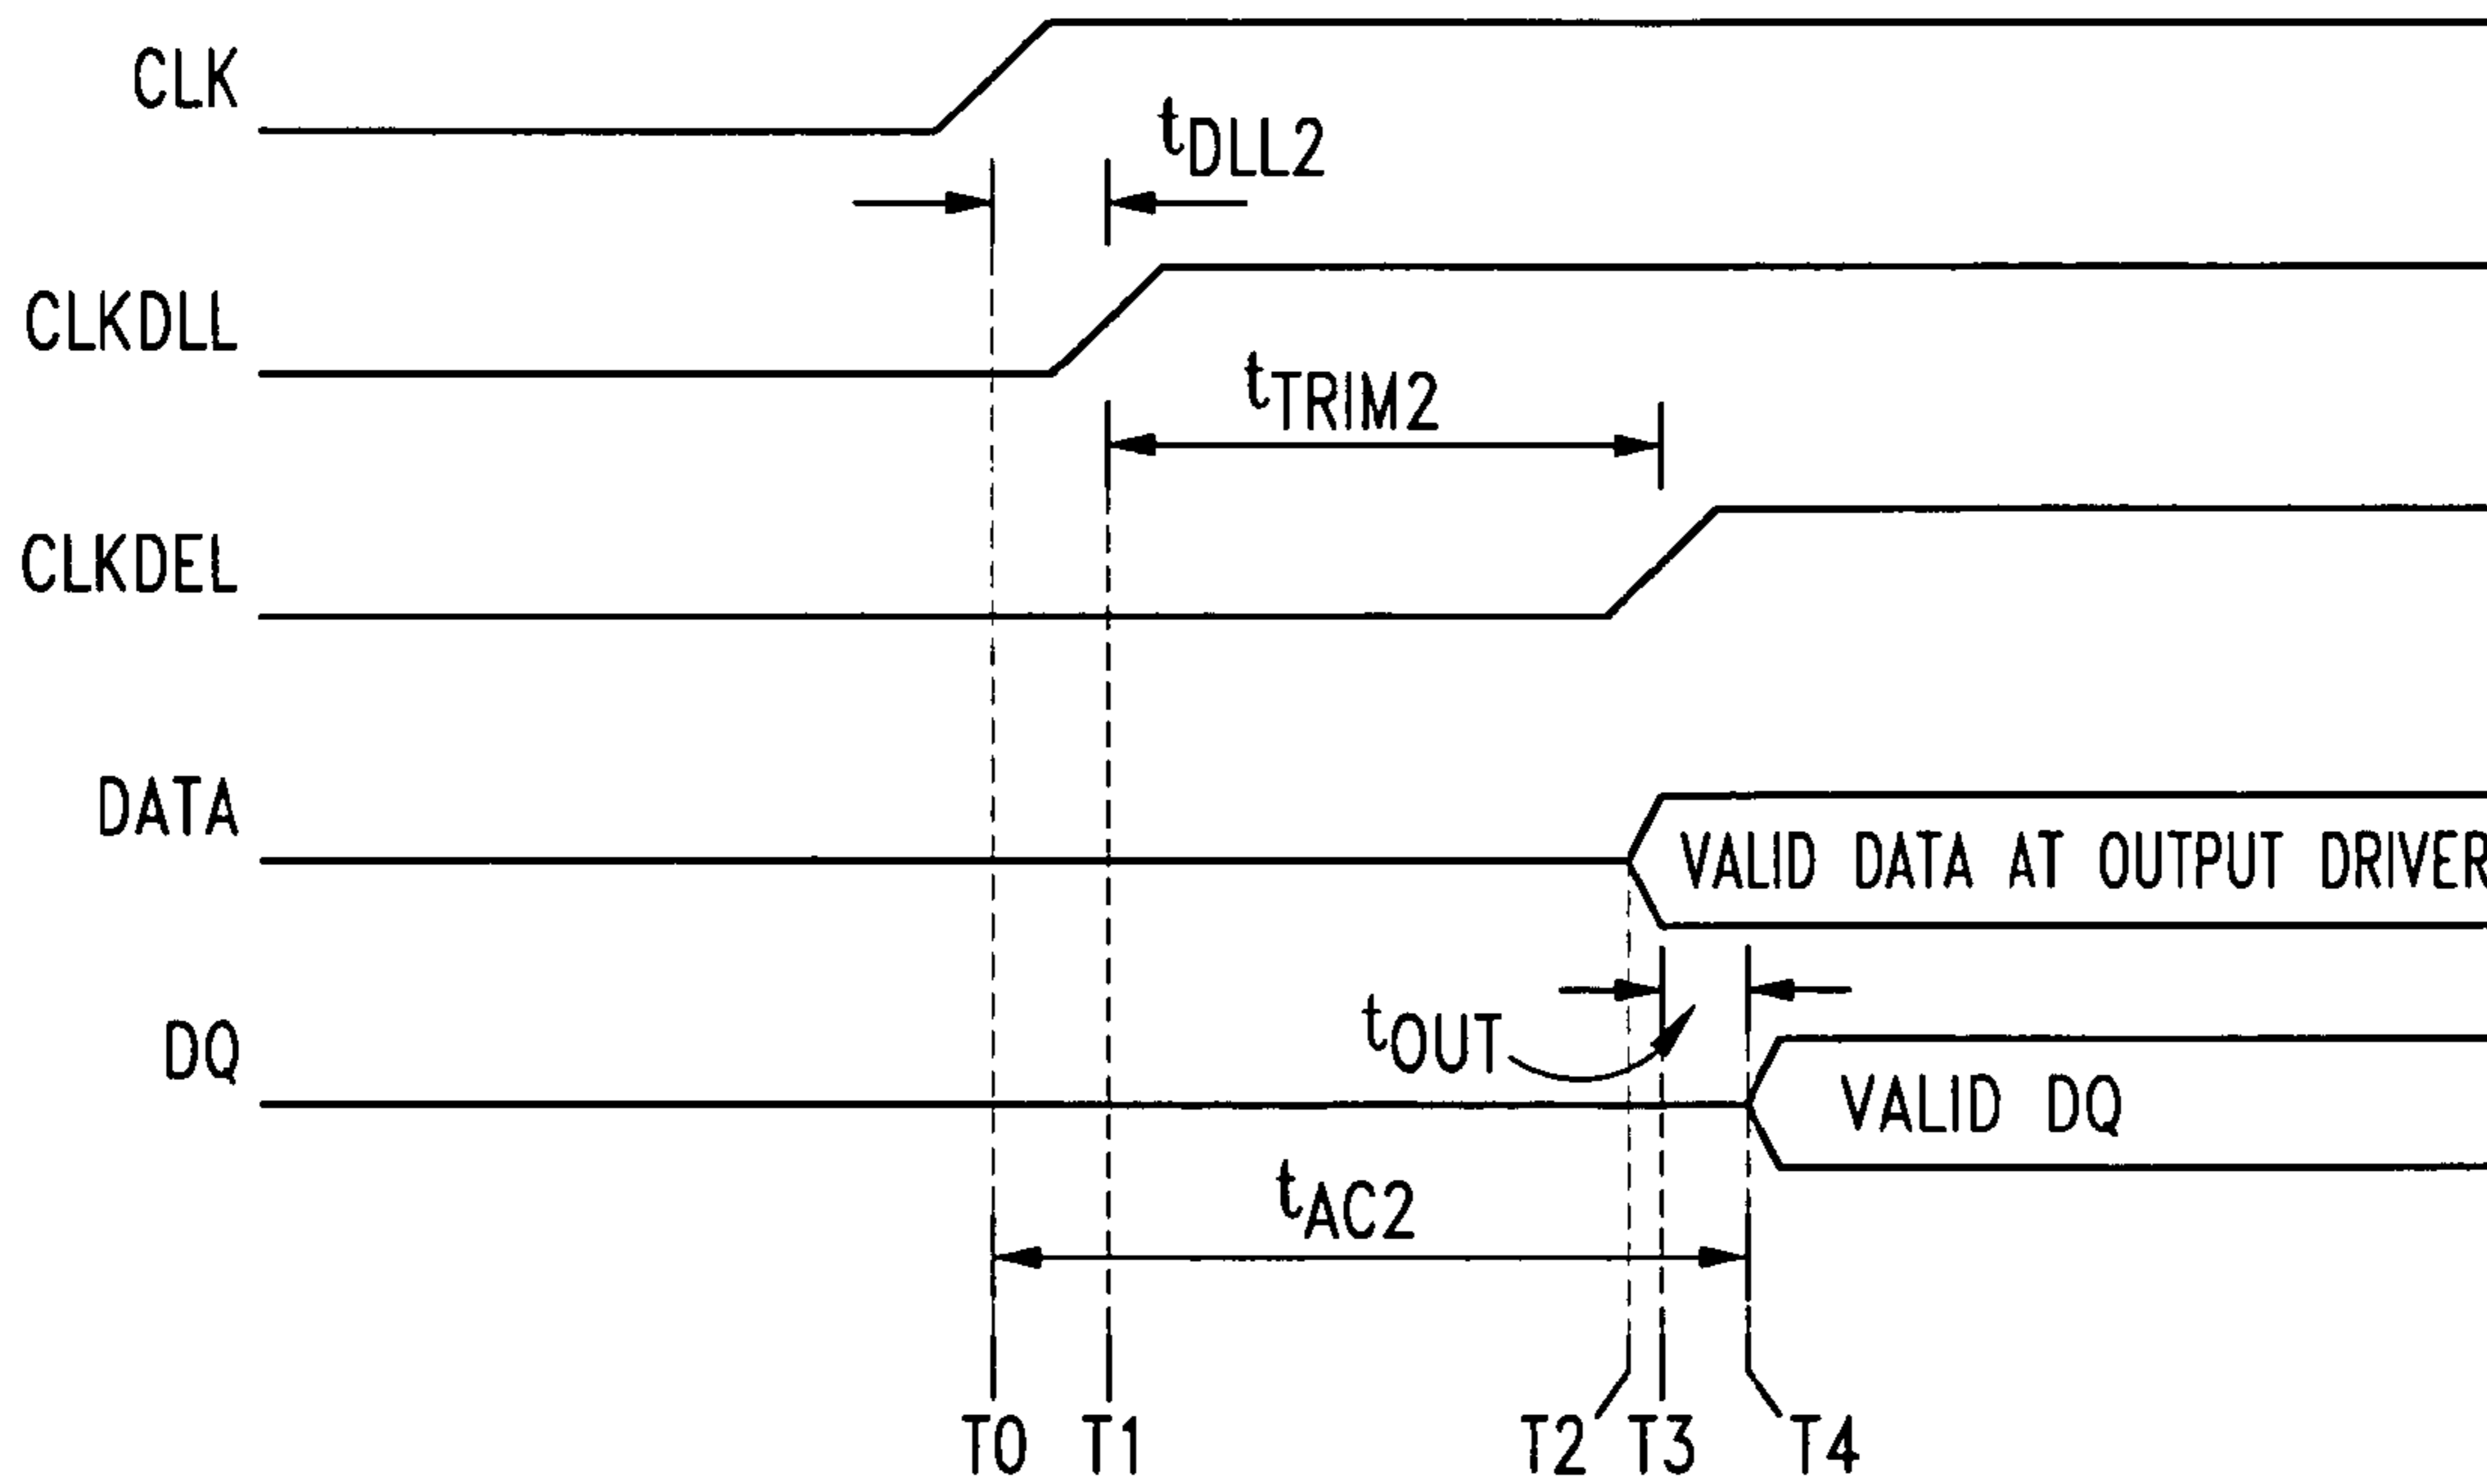 CLK
tDLL2
CLKDLL
tTRIM2
CLKDEL
DATA
VALID DATA AT OUTPUT DRIVER
tOUT
DQ
VALID DQ
tAC2
T0 T1 T2 T3 T4